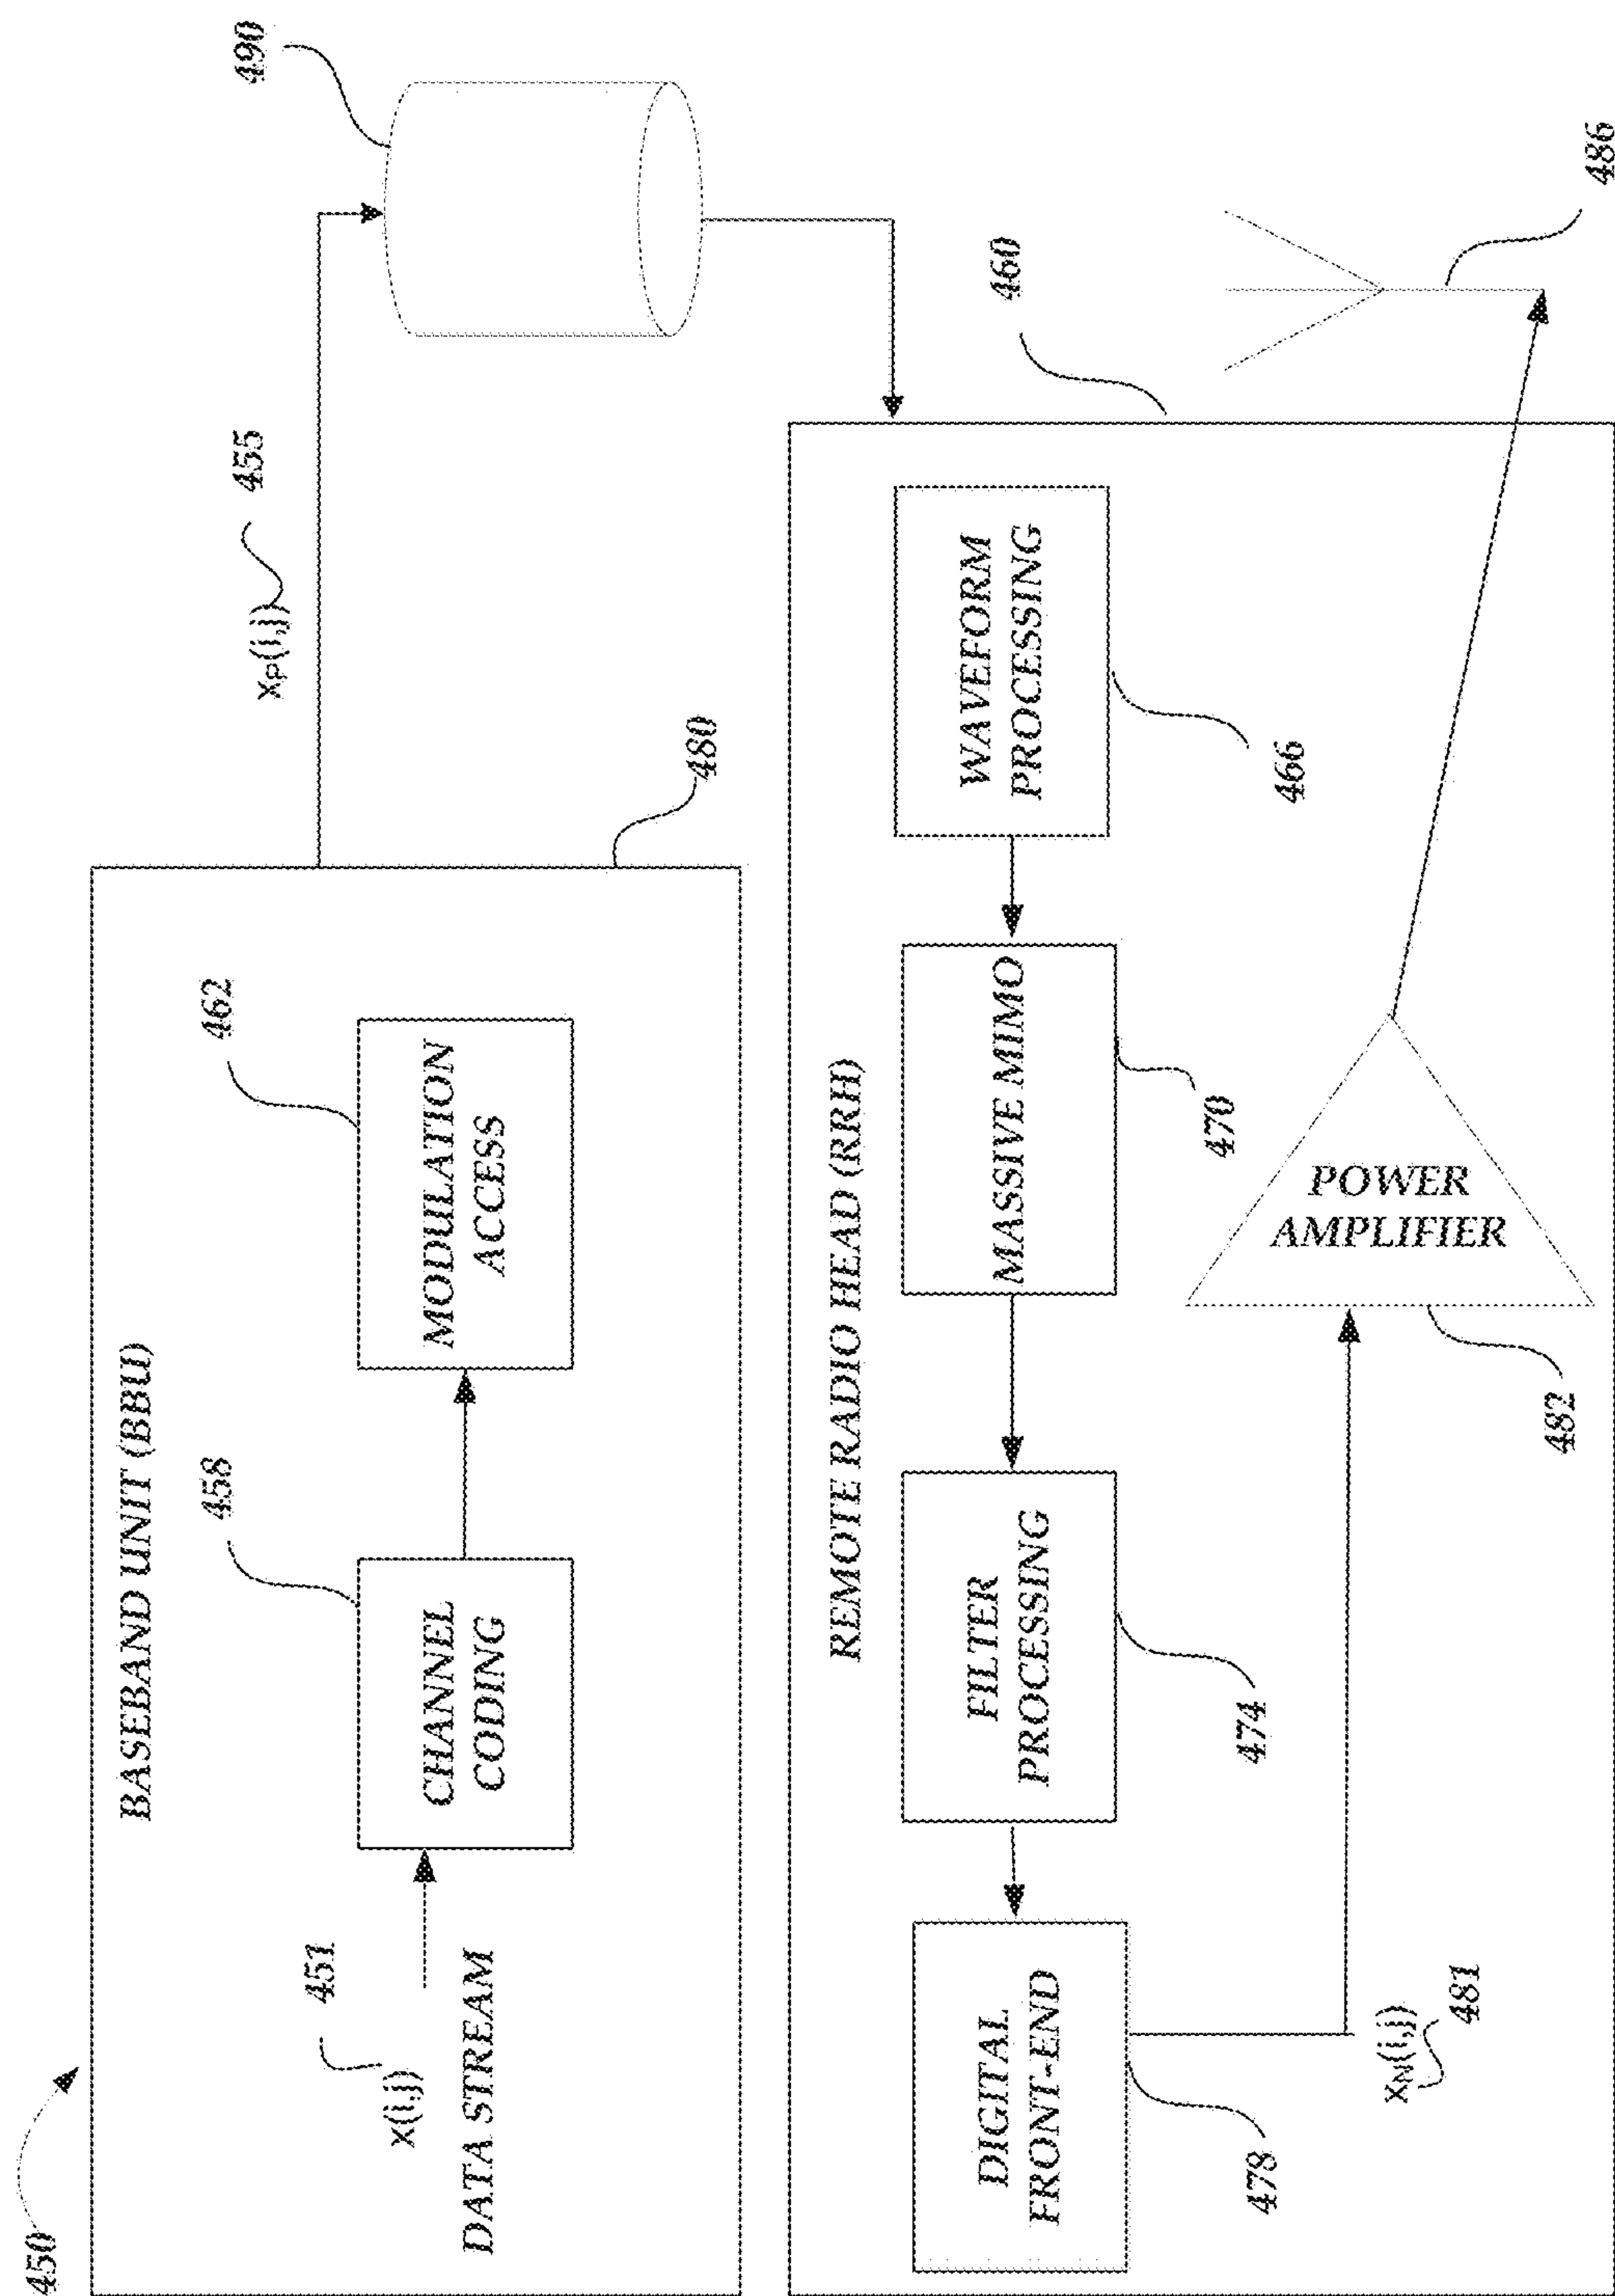 450
BASEBAND UNIT (BBU)
451
x(i,j)
DATA STREAM
458
CHANNEL
CODING
462
MODULATION
ACCESS
480
xP(i,j)
455
490
REMOTE RADIO HEAD (RRH)
460
WAVEFORM
PROCESSING
466
MASSIVE MIMO
470
FILTER
PROCESSING
474
DIGITAL
FRONT-END
478
xN(i,j)
481
POWER
AMPLIFIER
482
486